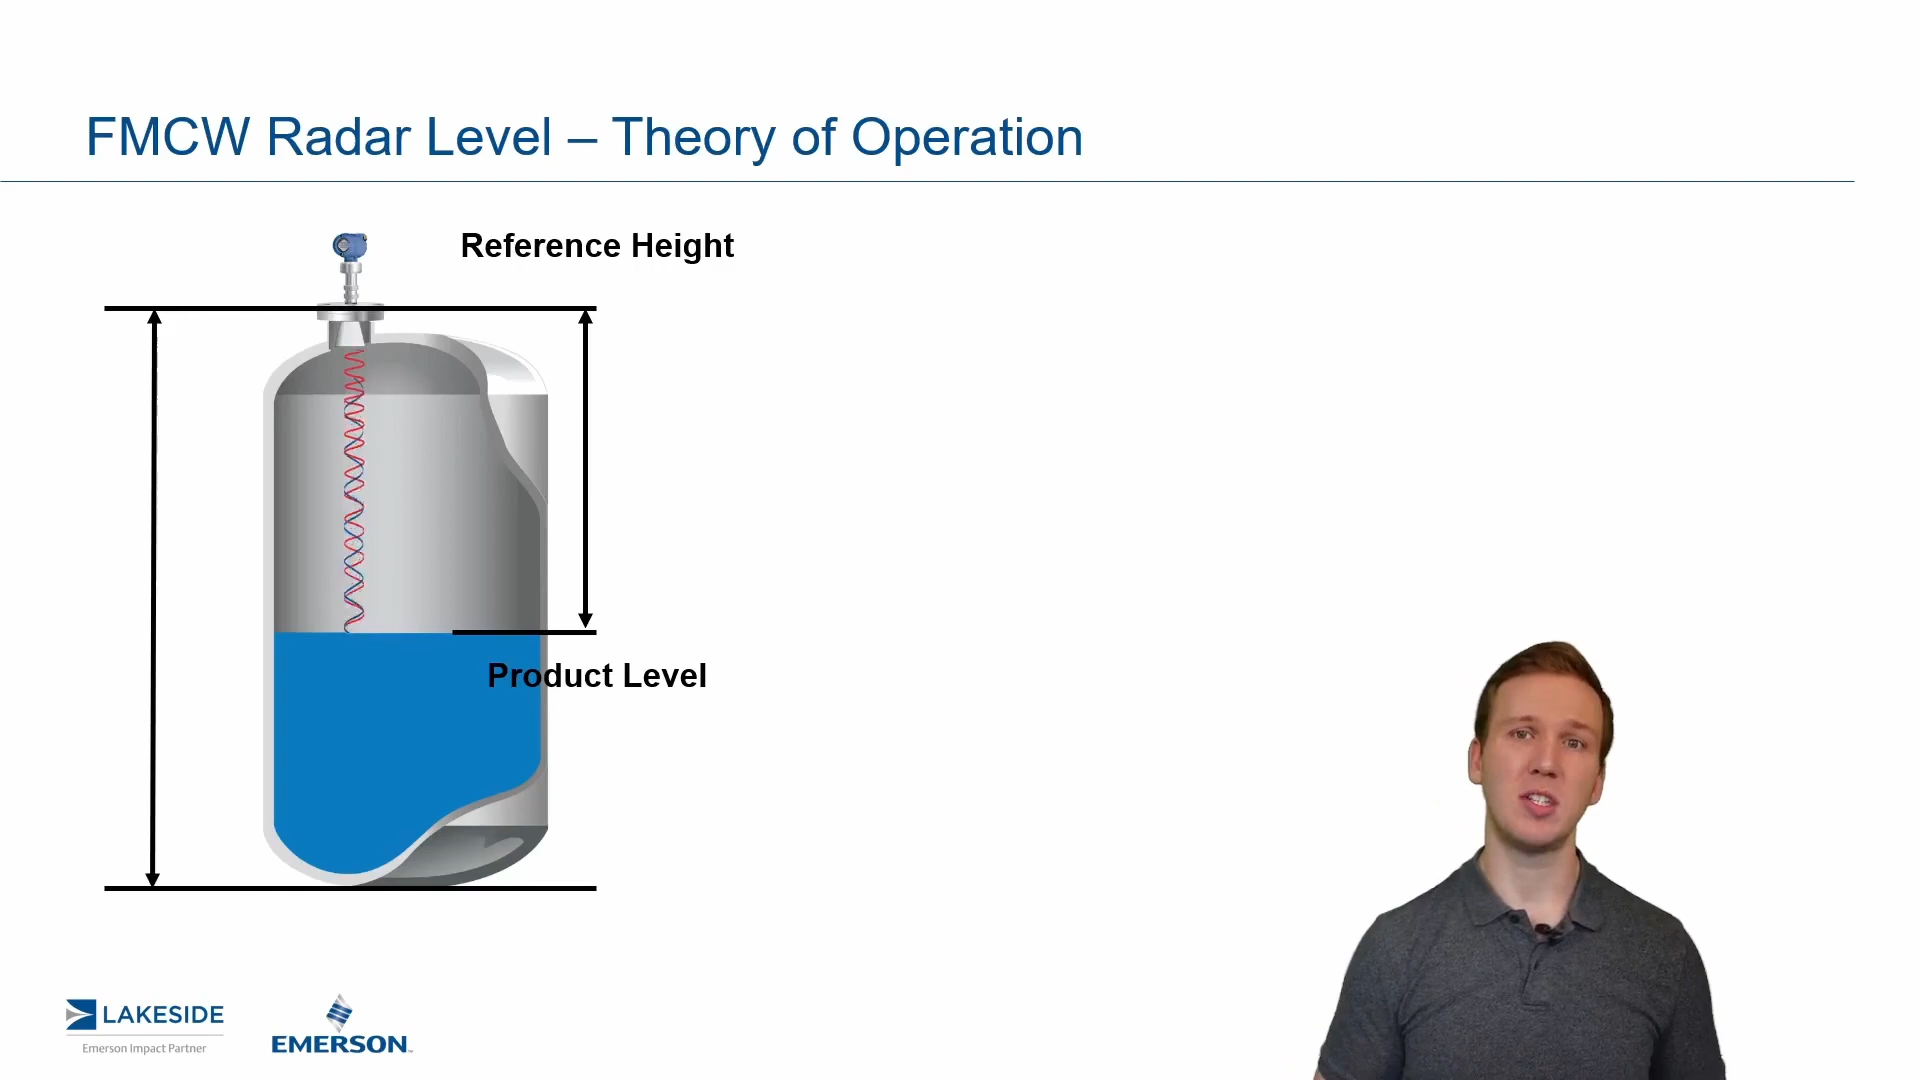 FMCW Radar Level – Theory of Operation
Reference Height
Product Level
LAKESIDE
Emerson Impact Partner
EMERSON